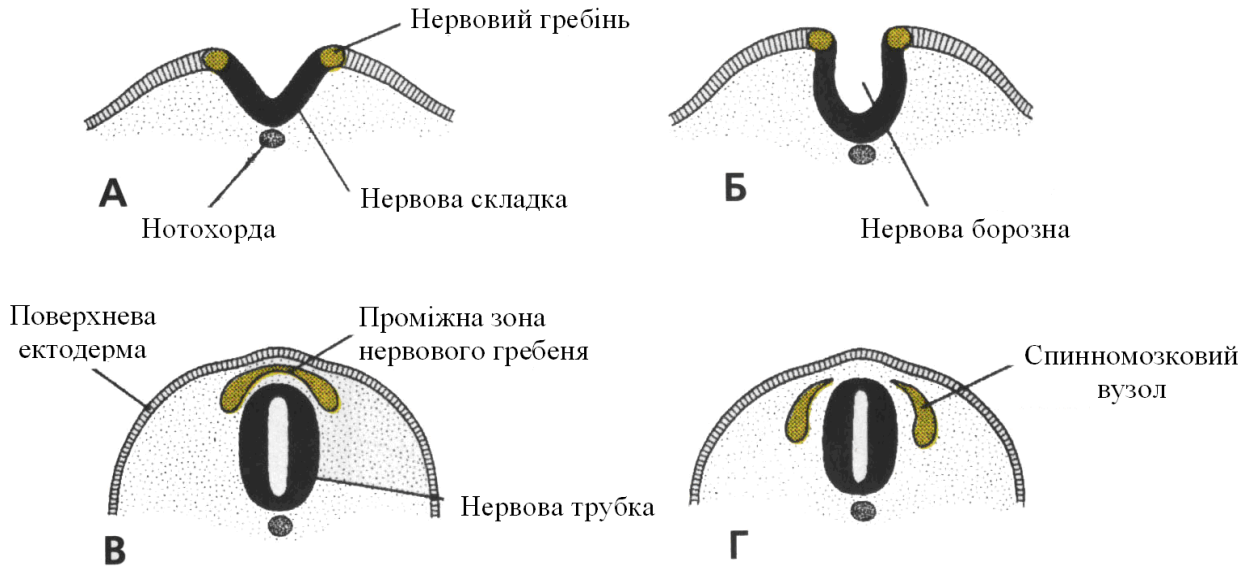 Нервовий гребінь
А
Нервова складка
Нотохорда
Б
Нервова борозна
Поверхнева
ектодерма
Проміжна зона
нервового гребеня
Нервова трубка
В
Спинномозковий
вузол
Г